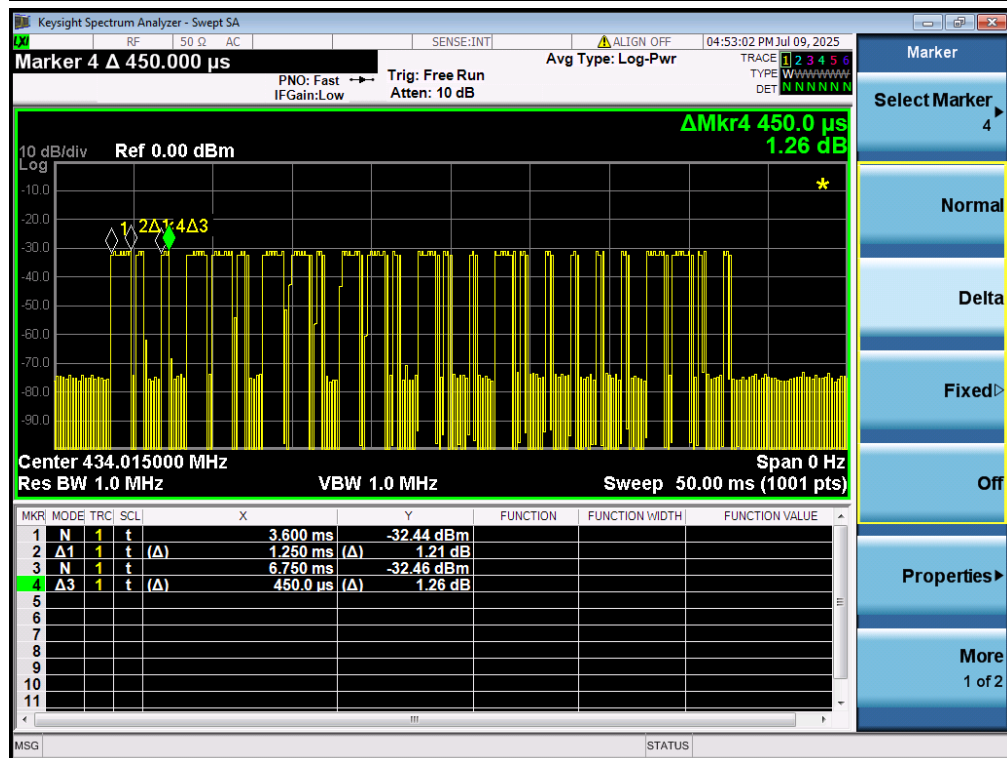 Keysight Spectrum Analyzer - Swept SA
LXI RF 50 Ω AC SENSE:INT ALIGN OFF 04:53:02 PM Jul 09, 2025
Marker 4 Δ 450.000 μs
PNO: Fast
IFGain:Low
Trig: Free Run
Atten: 10 dB
Avg Type: Log-Pwr
TRACE 1 2 3 4 5 6
TYPE WWWWWW
DET N N N N N N
ΔMkr4 450.0 μs
1.26 dB
10 dB/div Ref 0.00 dBm
Log
-10.0
-20.0
-30.0
-40.0
-50.0
-60.0
-70.0
-80.0
-90.0
1 2Δ1 4Δ3
*
Center 434.015000 MHz Span 0 Hz
Res BW 1.0 MHz VBW 1.0 MHz Sweep 50.00 ms (1001 pts)
MKR MODE TRC SCL X Y FUNCTION FUNCTION WIDTH FUNCTION VALUE
1 N 1 t 3.600 ms -32.44 dBm
2 Δ1 1 t (Δ) 1.250 ms (Δ) 1.21 dB
3 N 1 t 6.750 ms -32.46 dBm
4 Δ3 1 t (Δ) 450.0 μs (Δ) 1.26 dB
5
6
7
8
9
10
11
MSG STATUS
Marker
Select Marker
4
Normal
Delta
Fixed
Off
Properties
More
1 of 2